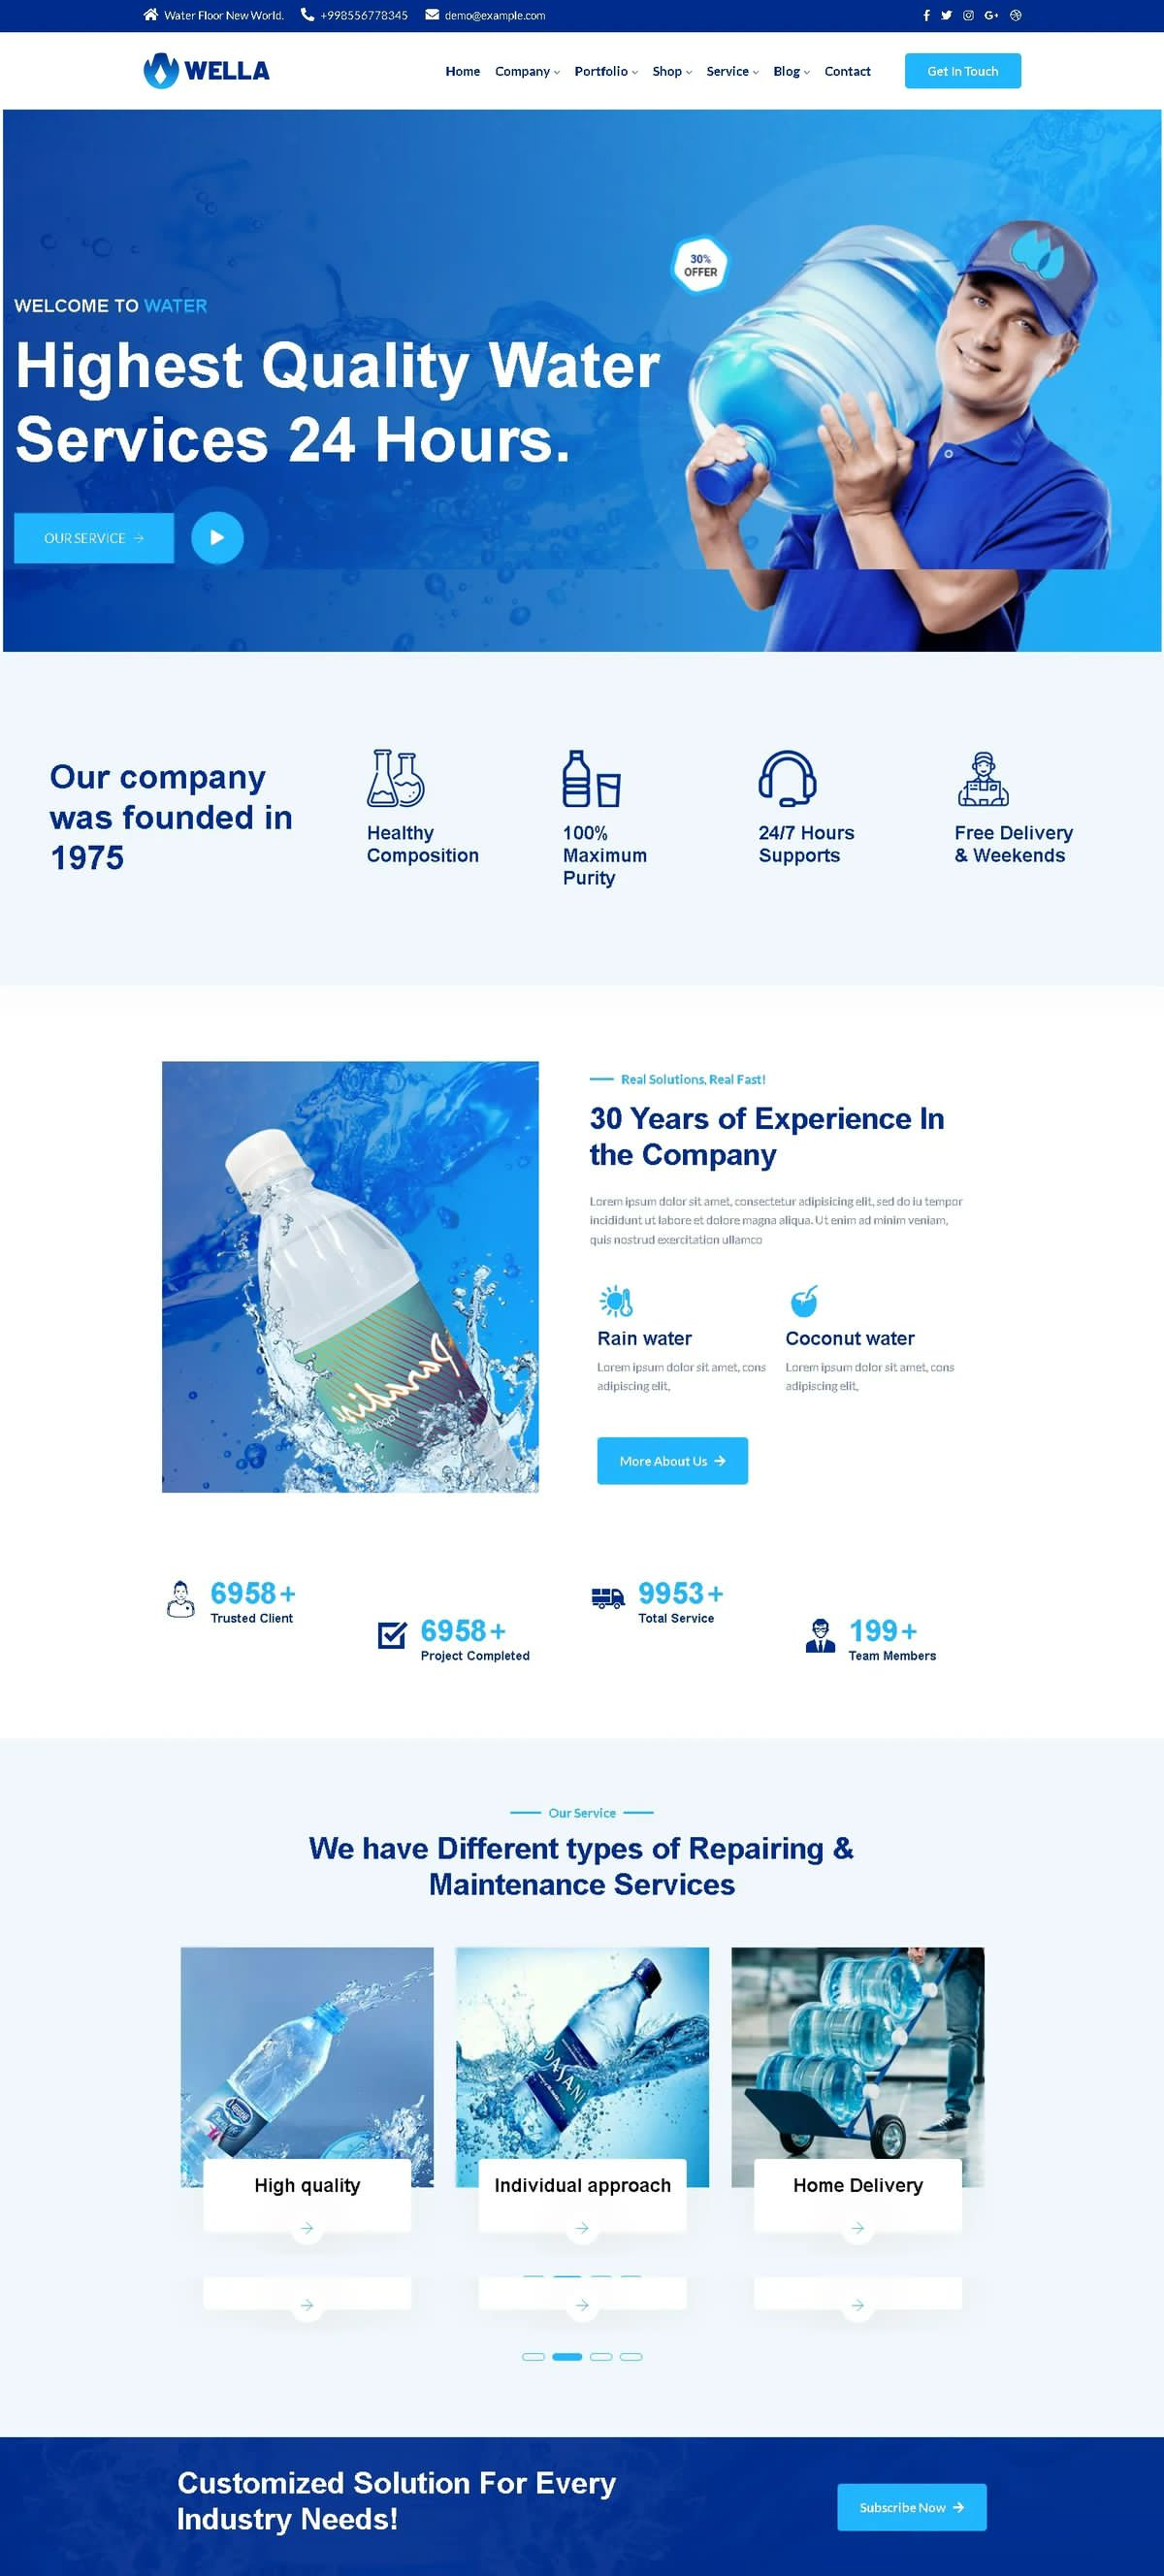 Water Floor New World. +998556778345 demo@example.com
WELLA
Home Company Portfolio Shop Service Blog Contact Get In Touch
30%
OFFER
WELCOME TO WATER
Highest Quality Water
Services 24 Hours.
OUR SERVICE
Our company
was founded in
1975
Healthy
Composition
100%
Maximum
Purity
24/7 Hours
Supports
Free Delivery
& Weekends
Real Solutions, Real Fast!
30 Years of Experience In
the Company
Lorem ipsum dolor sit amet, consectetur adipisicing elit, sed do iu tempor
incididunt ut labore et dolore magna aliqua. Ut enim ad minim veniam,
quis nostrud exercitation ullamco
Rain water
Lorem ipsum dolor sit amet, cons
adipiscing elit,
Coconut water
Lorem ipsum dolor sit amet, cons
adipiscing elit,
More About Us
6958+
Trusted Client
6958+
Project Completed
9953+
Total Service
199+
Team Members
Our Service
We have Different types of Repairing &
Maintenance Services
DASANI
High quality
Individual approach
Home Delivery
Customized Solution For Every
Industry Needs!
Subscribe Now